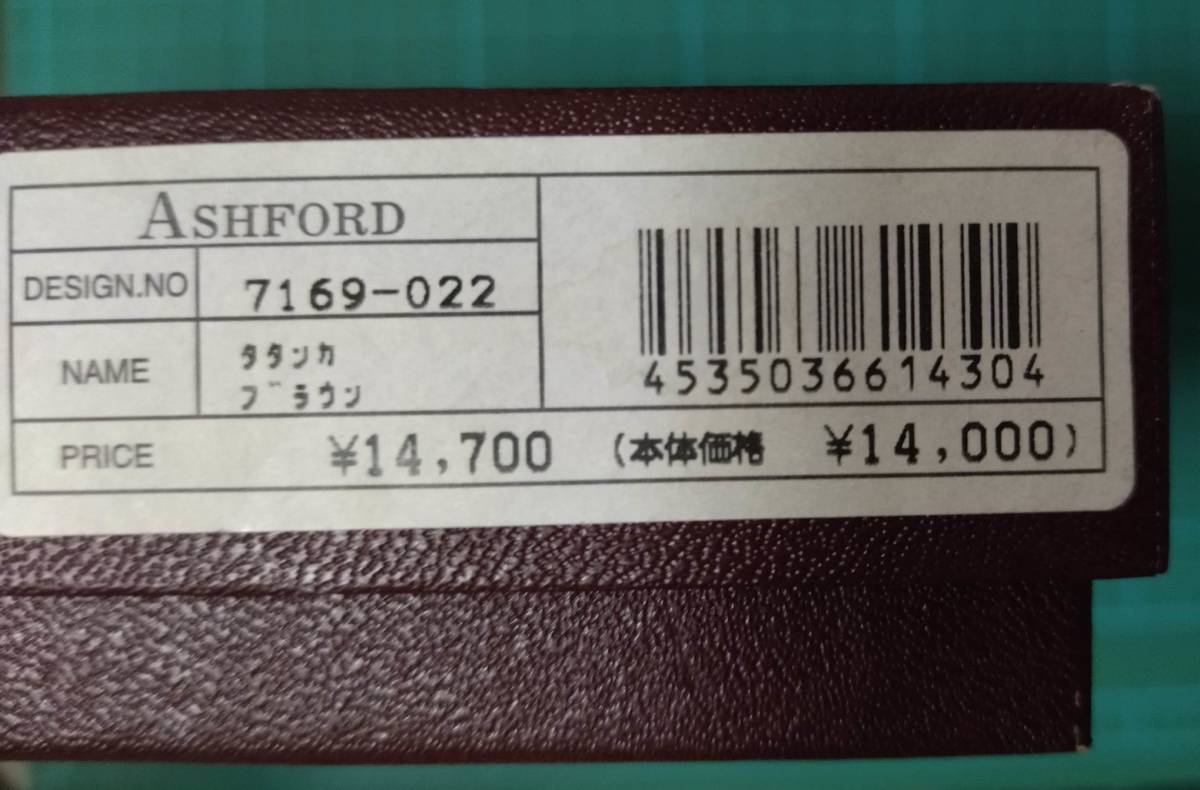 ASHFORD
DESIGN.NO 7169-022
NAME ﾀﾀﾝｶ
ﾌﾞﾗｳﾝ
4535036614304
PRICE ¥14,700 (本体価格 ¥14,000)